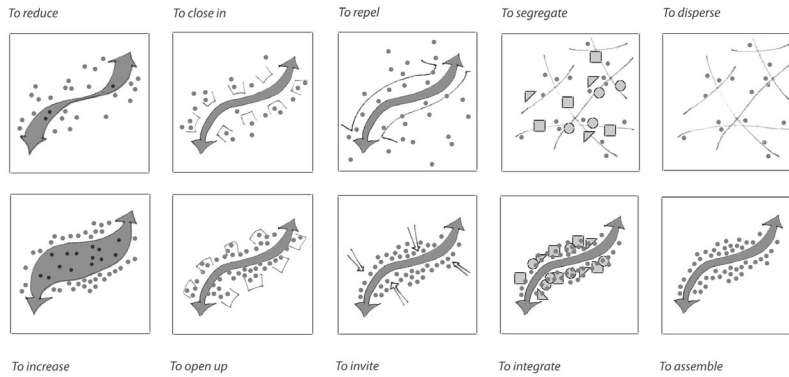 To reduce
To close in
To repel
To segregate
To disperse
To increase
To open up
To invite
To integrate
To assemble